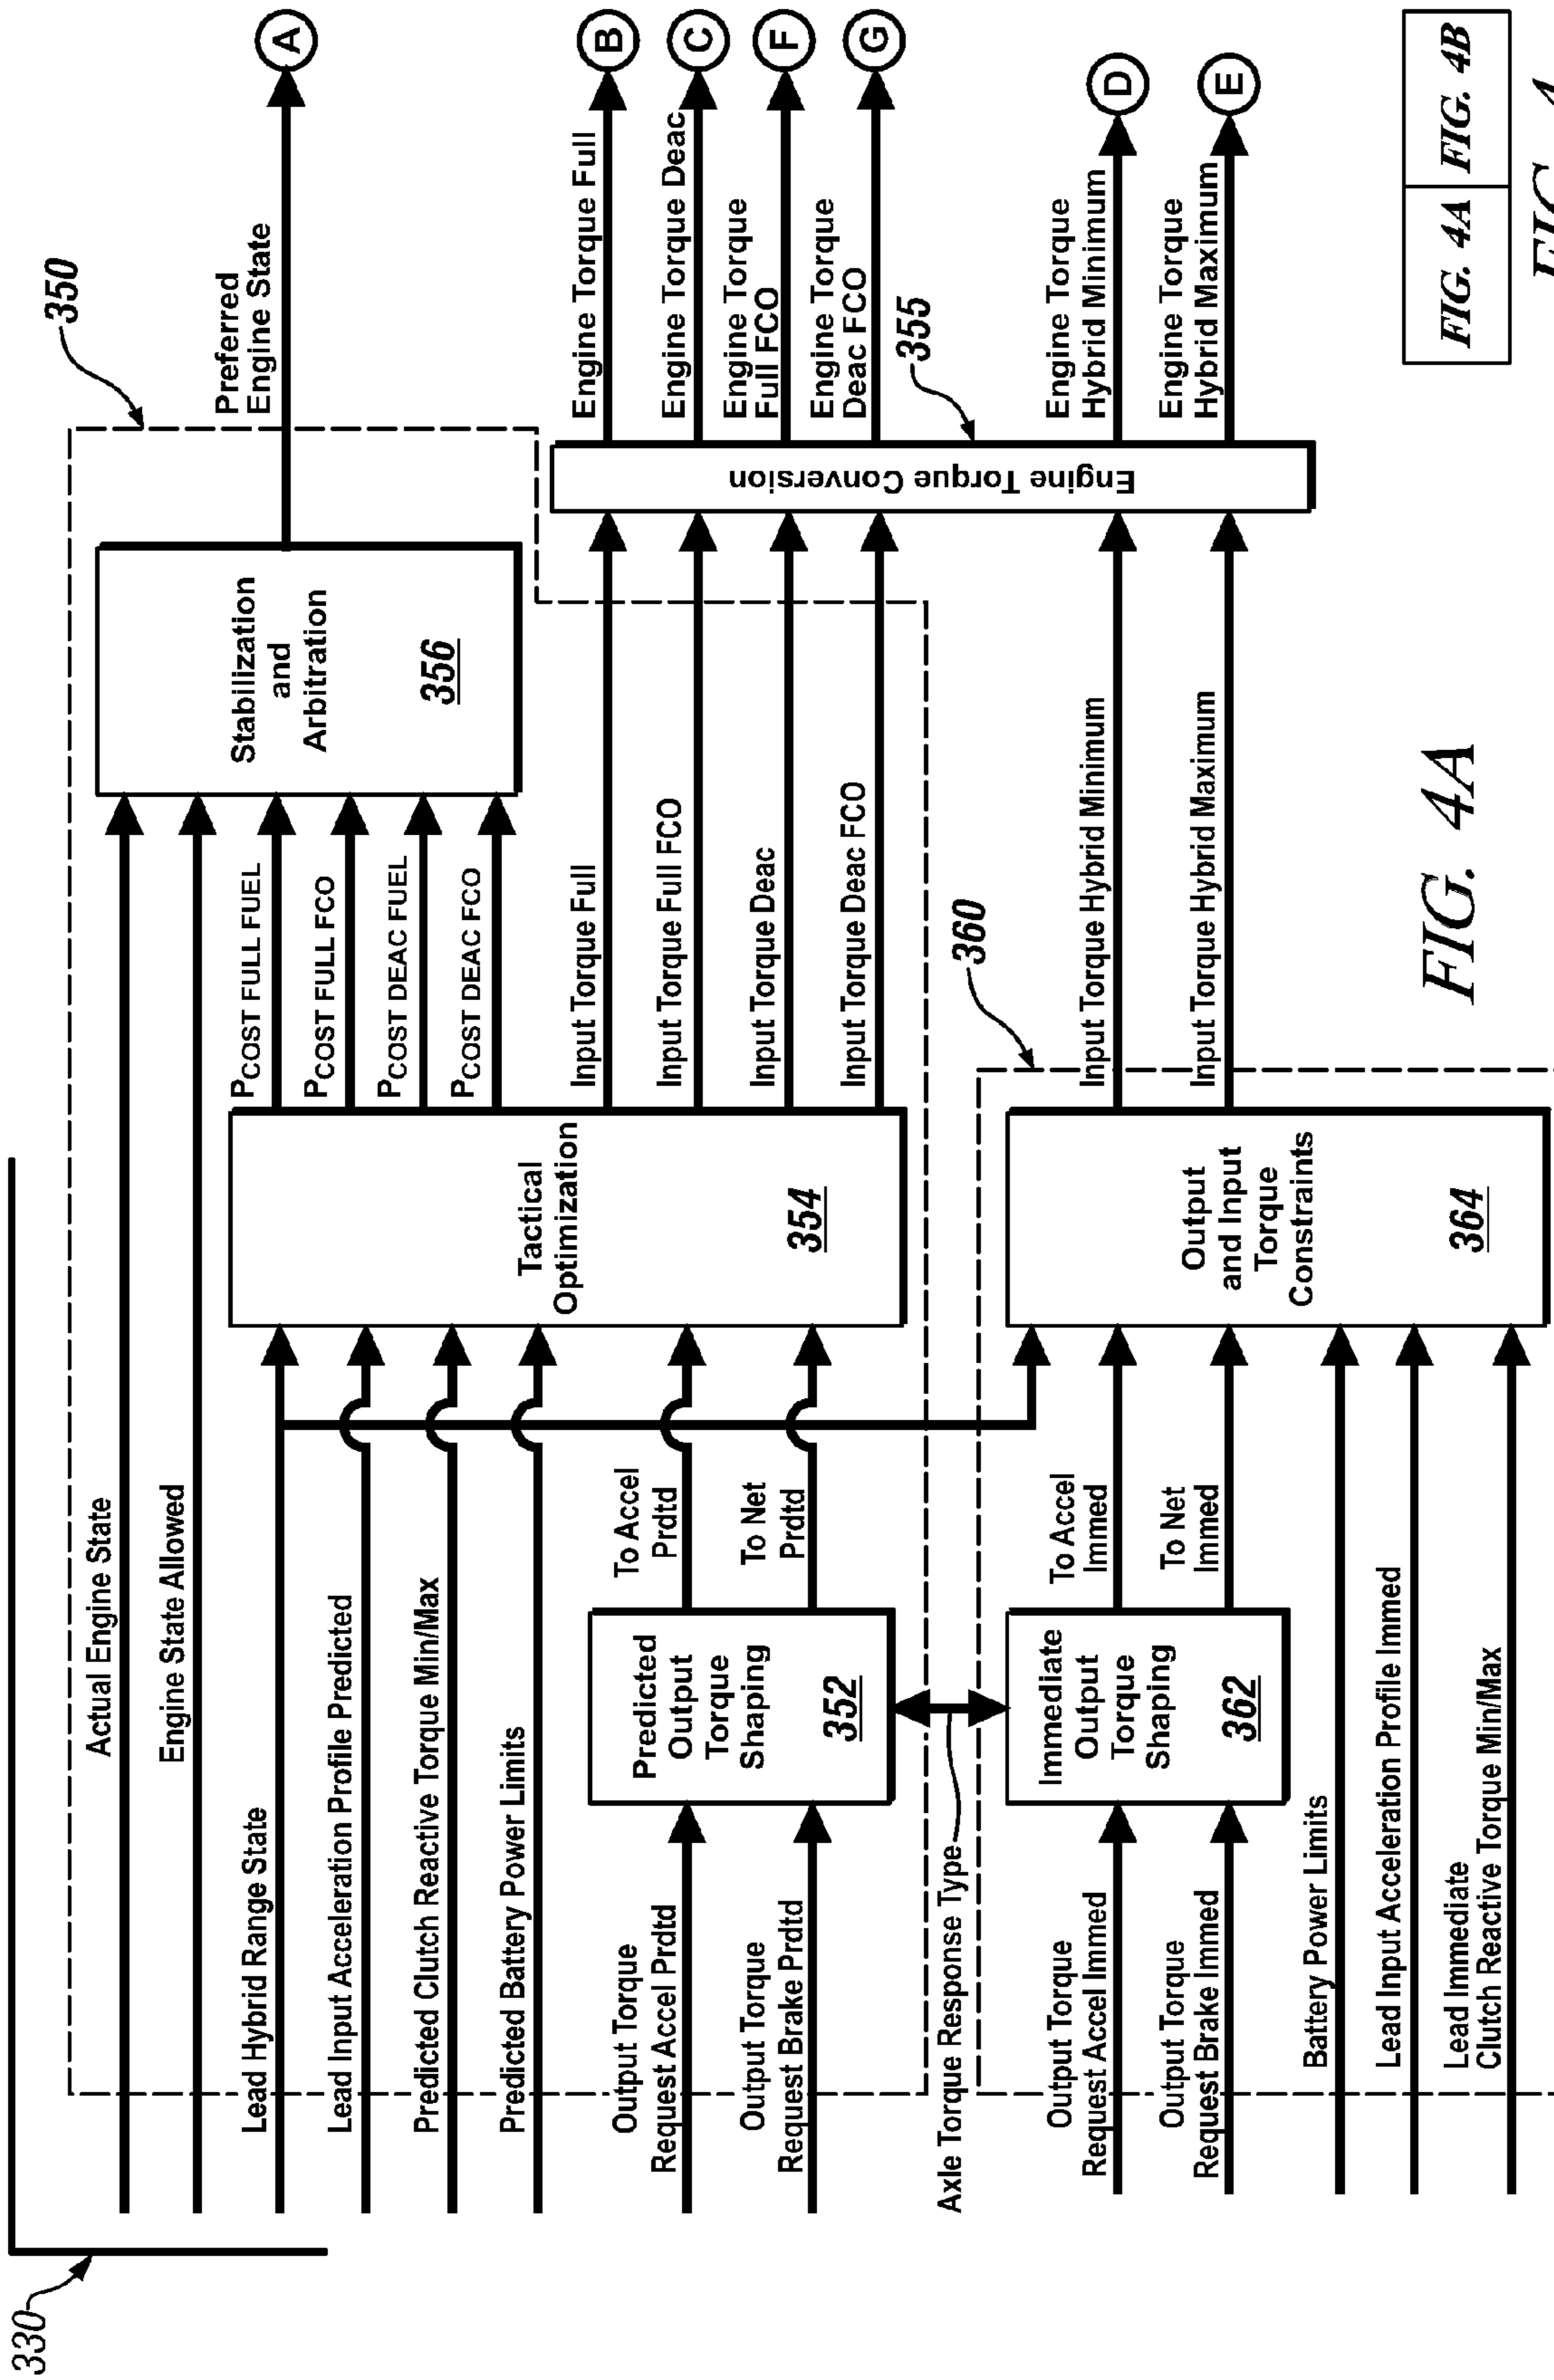 330
350
Actual Engine State
Engine State Allowed
Lead Hybrid Range State
Lead Input Acceleration Profile Predicted
Predicted Clutch Reactive Torque Min/Max
Predicted Battery Power Limits
Output Torque
Request Accel Prdtd
Output Torque
Request Brake Prdtd
Predicted
Output
Torque
Shaping
352
To Accel
Prdtd
To Net
Prdtd
Tactical
Optimization
354
PCOST FULL FUEL
PCOST FULL FCO
PCOST DEAC FUEL
PCOST DEAC FCO
Stabilization
and
Arbitration
356
Preferred
Engine State
A
Input Torque Full
Input Torque Full FCO
Input Torque Deac
Input Torque Deac FCO
Engine Torque Conversion
355
Engine Torque Full
B
Engine Torque Deac
C
Engine Torque
Full FCO
F
Engine Torque
Deac FCO
G
Axle Torque Response Type
360
Output Torque
Request Accel Immed
Output Torque
Request Brake Immed
Battery Power Limits
Lead Input Acceleration Profile Immed
Lead Immediate
Clutch Reactive Torque Min/Max
Immediate
Output
Torque
Shaping
362
To Accel
Immed
To Net
Immed
Output
and Input
Torque
Constraints
364
Input Torque Hybrid Minimum
Input Torque Hybrid Maximum
Engine Torque
Hybrid Minimum
D
Engine Torque
Hybrid Maximum
E
FIG. 4A
FIG. 4A
FIG. 4B
FIG. 4